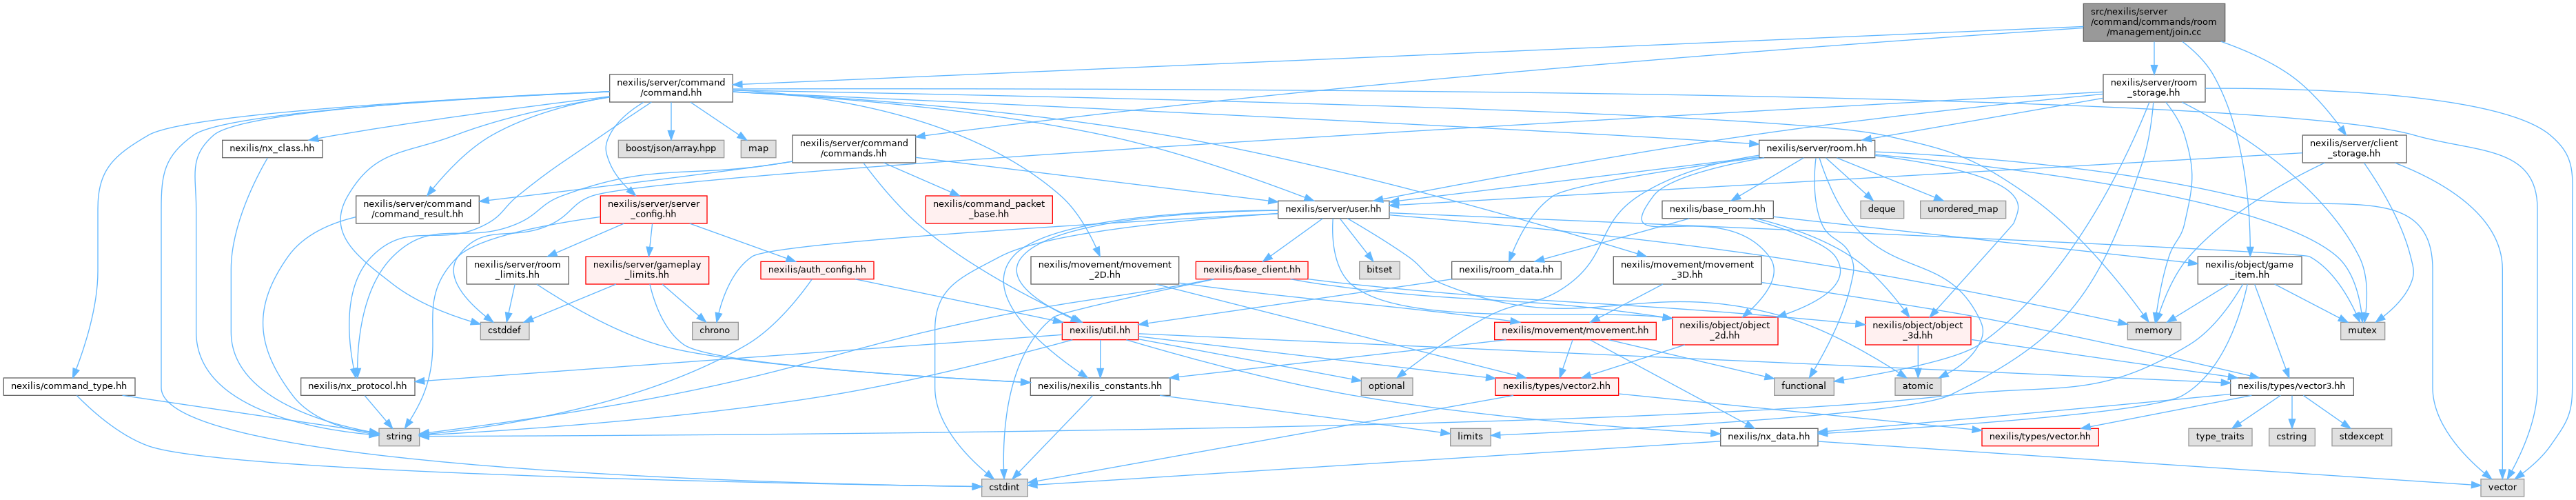 src/nexilis/server
/command/commands/room
/management/join.cc
nexilis/server/command
/command.hh
nexilis/server/room
_storage.hh
nexilis/nx_class.hh
boost/json/array.hpp
map
nexilis/server/command
/commands.hh
nexilis/server/room.hh
nexilis/server/client
_storage.hh
nexilis/server/command
/command_result.hh
nexilis/server/server
_config.hh
nexilis/command_packet
_base.hh
nexilis/server/user.hh
nexilis/base_room.hh
deque
unordered_map
nexilis/server/room
_limits.hh
nexilis/server/gameplay
_limits.hh
nexilis/auth_config.hh
nexilis/movement/movement
_2D.hh
nexilis/base_client.hh
bitset
nexilis/room_data.hh
nexilis/movement/movement
_3D.hh
nexilis/object/game
_item.hh
cstddef
chrono
nexilis/util.hh
nexilis/movement/movement.hh
nexilis/object/object
_2d.hh
nexilis/object/object
_3d.hh
memory
mutex
nexilis/command_type.hh
nexilis/nx_protocol.hh
nexilis/nexilis_constants.hh
optional
nexilis/types/vector2.hh
functional
atomic
nexilis/types/vector3.hh
string
limits
nexilis/nx_data.hh
nexilis/types/vector.hh
type_traits
cstring
stdexcept
cstdint
vector